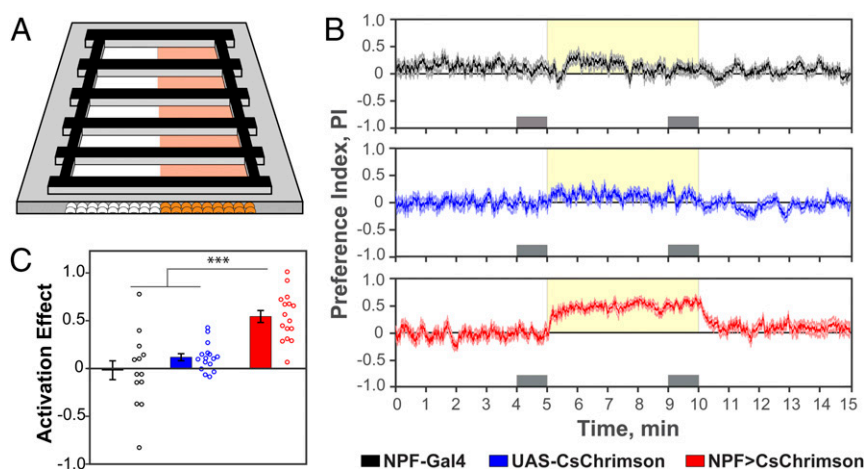 A
B
C
1.0
0.5
0
-0.5
-1.0
1.0
0.5
0
-0.5
-1.0
1.0
0.5
0
-0.5
-1.0
Preference Index, PI
0 1 2 3 4 5 6 7 8 9 10 11 12 13 14 15
Time, min
***
1.0
0.5
0
-0.5
-1.0
Activation Effect
NPF-Gal4 UAS-CsChrimson NPF>CsChrimson